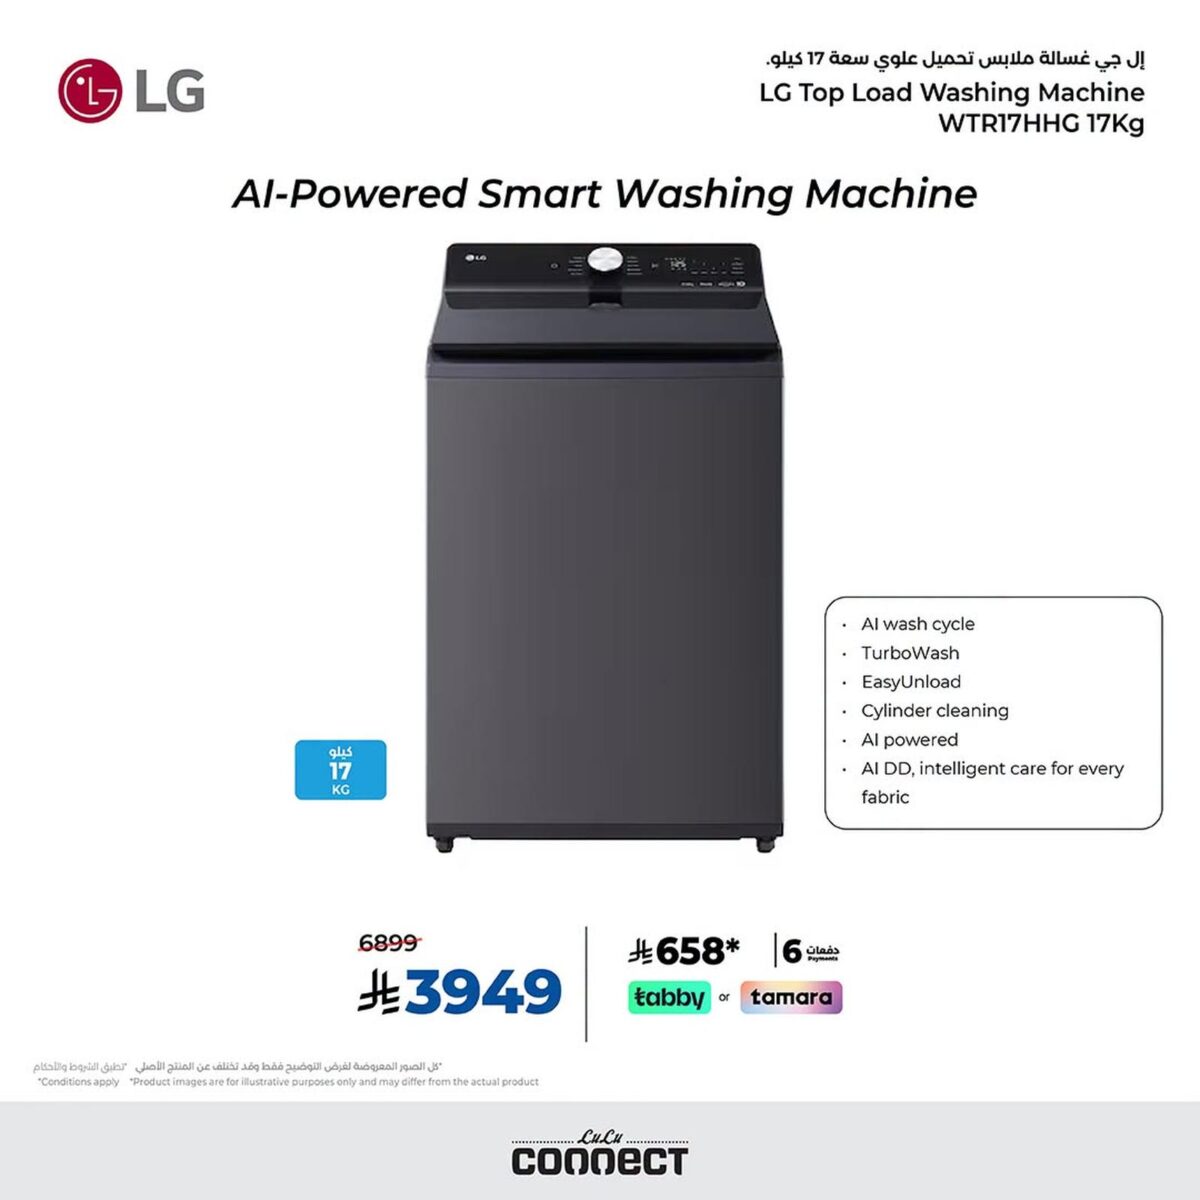 LG
إل جي غسالة ملابس تحميل علوي سعة 17 كيلو.
LG Top Load Washing Machine
WTR17HHG 17Kg
AI-Powered Smart Washing Machine
LG
AI wash cycle
TurboWash
EasyUnload
Cylinder cleaning
AI powered
AI DD, intelligent care for every
fabric
كيلو
17
KG
6899
3949
658*
6 دفعات
Payments
tabby or tamara
*كل الصور المعروضة لغرض التوضيح فقط وقد تختلف عن المنتج الأصلي *تطبق الشروط والأحكام
*Conditions apply *Product images are for illustrative purposes only and may differ from the actual product
LuLu
connect